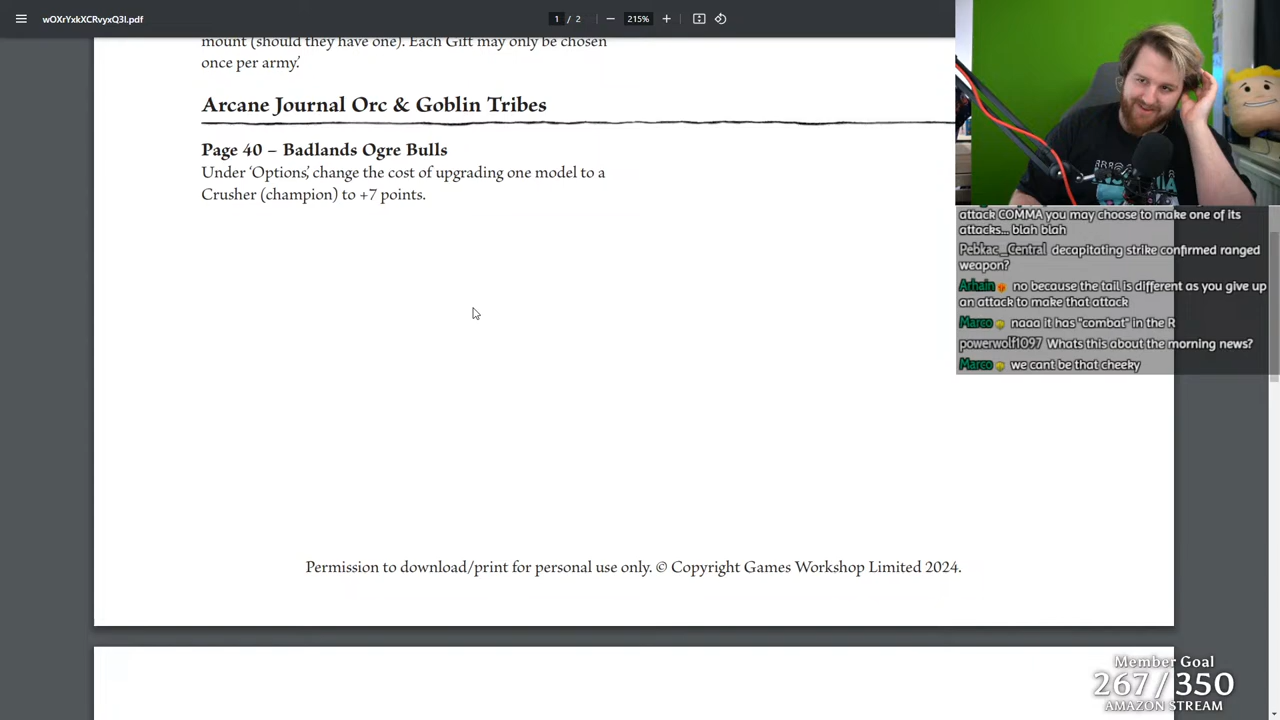 wOXrYxkXCRvyxQ3I.pdf
1 / 2
215%
mount (should they have one). Each Gift may only be chosen
once per army.'
Arcane Journal Orc & Goblin Tribes
Page 40 – Badlands Ogre Bulls
Under 'Options', change the cost of upgrading one model to a
Crusher (champion) to +7 points.
Permission to download/print for personal use only. © Copyright Games Workshop Limited 2024.
attack COMMA you may choose to make one of its
attacks... blah blah
Pebkac_Central decapitating strike confirmed ranged
weapon?
Arhain no because the tail is different as you give up
an attack to make that attack
Marco naaa it has "combat" in the R
powerwolf1097 Whats this about the morning news?
Marco we cant be that cheeky
Member Goal
267/350
AMAZON STREAM